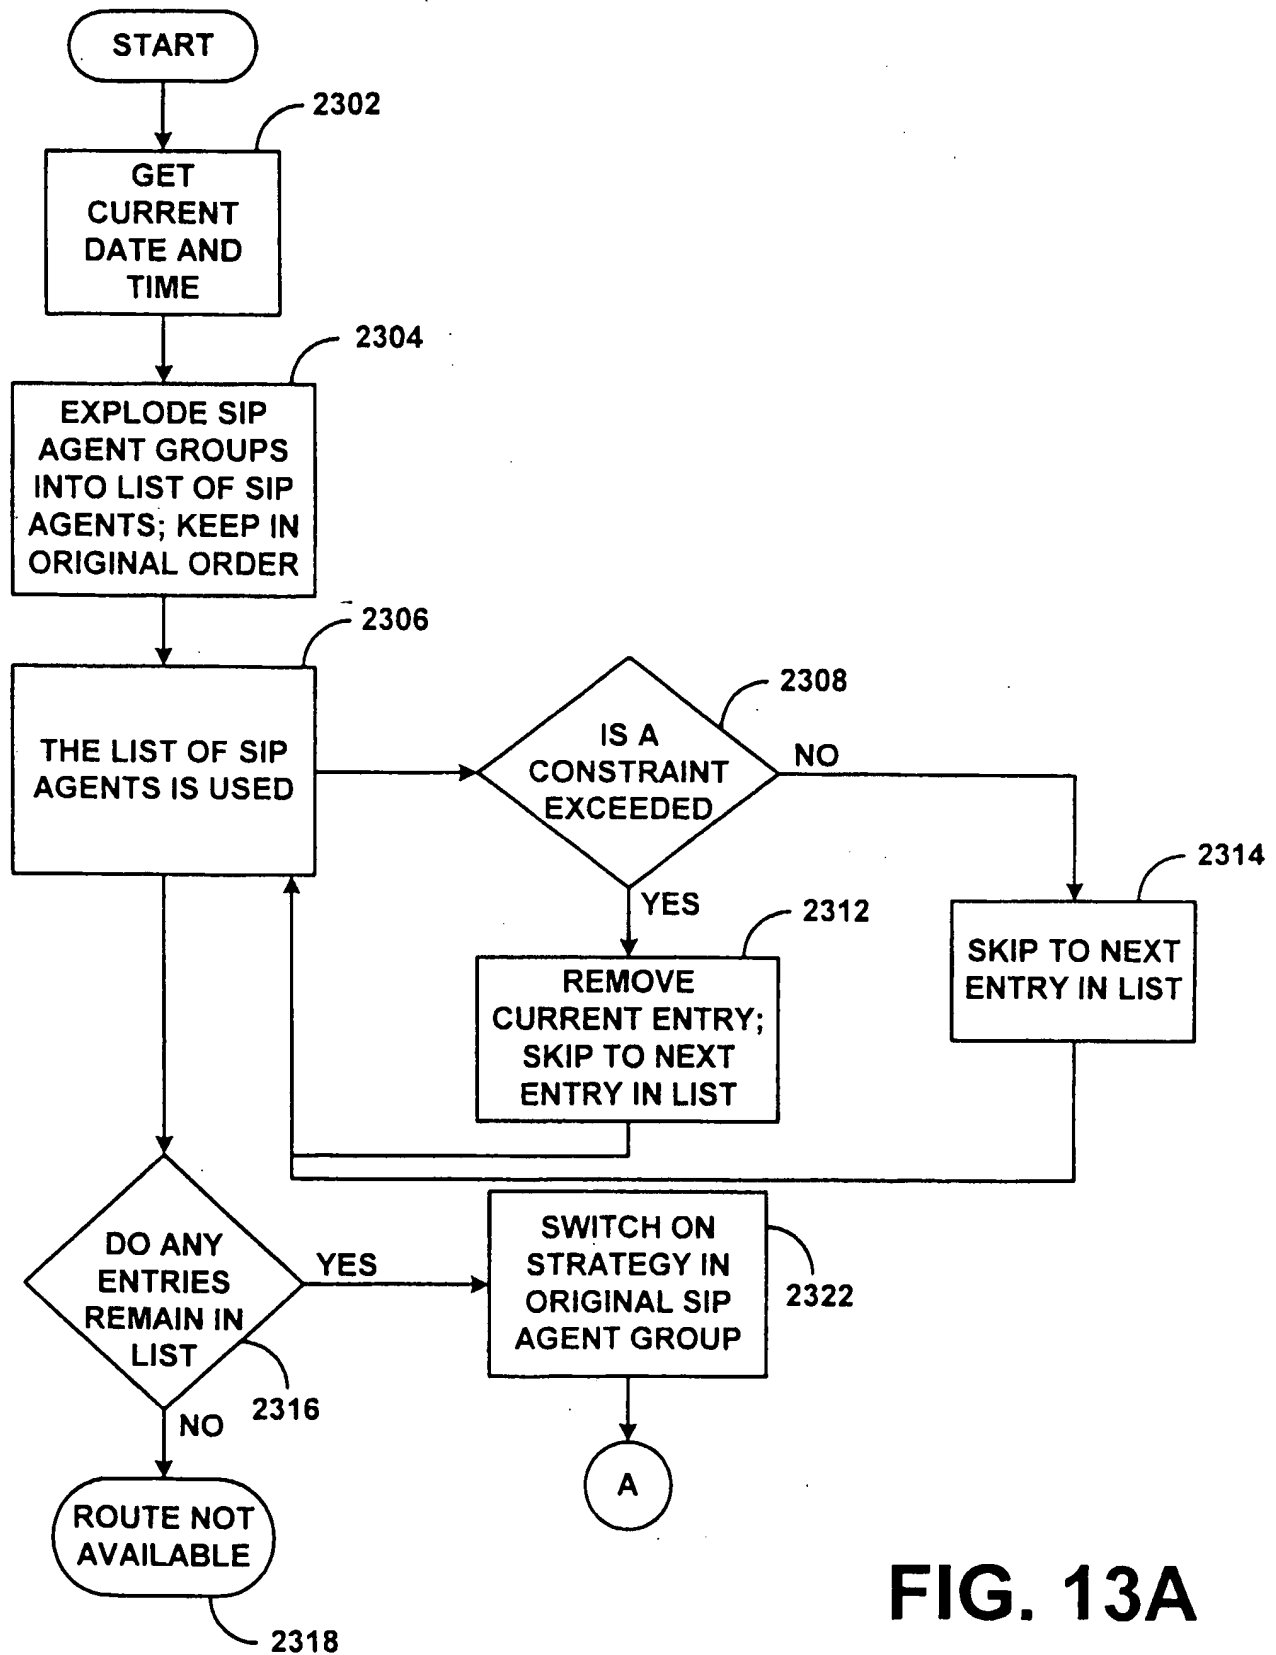 START
2302
GET
CURRENT
DATE AND
TIME
2304
EXPLODE SIP
AGENT GROUPS
INTO LIST OF SIP
AGENTS; KEEP IN
ORIGINAL ORDER
2306
THE LIST OF SIP
AGENTS IS USED
2308
IS A
CONSTRAINT
EXCEEDED
NO
YES
2314
SKIP TO NEXT
ENTRY IN LIST
2312
REMOVE
CURRENT ENTRY;
SKIP TO NEXT
ENTRY IN LIST
DO ANY
ENTRIES
REMAIN IN
LIST
2316
YES
NO
SWITCH ON
STRATEGY IN
ORIGINAL SIP
AGENT GROUP
2322
A
ROUTE NOT
AVAILABLE
2318
FIG. 13A